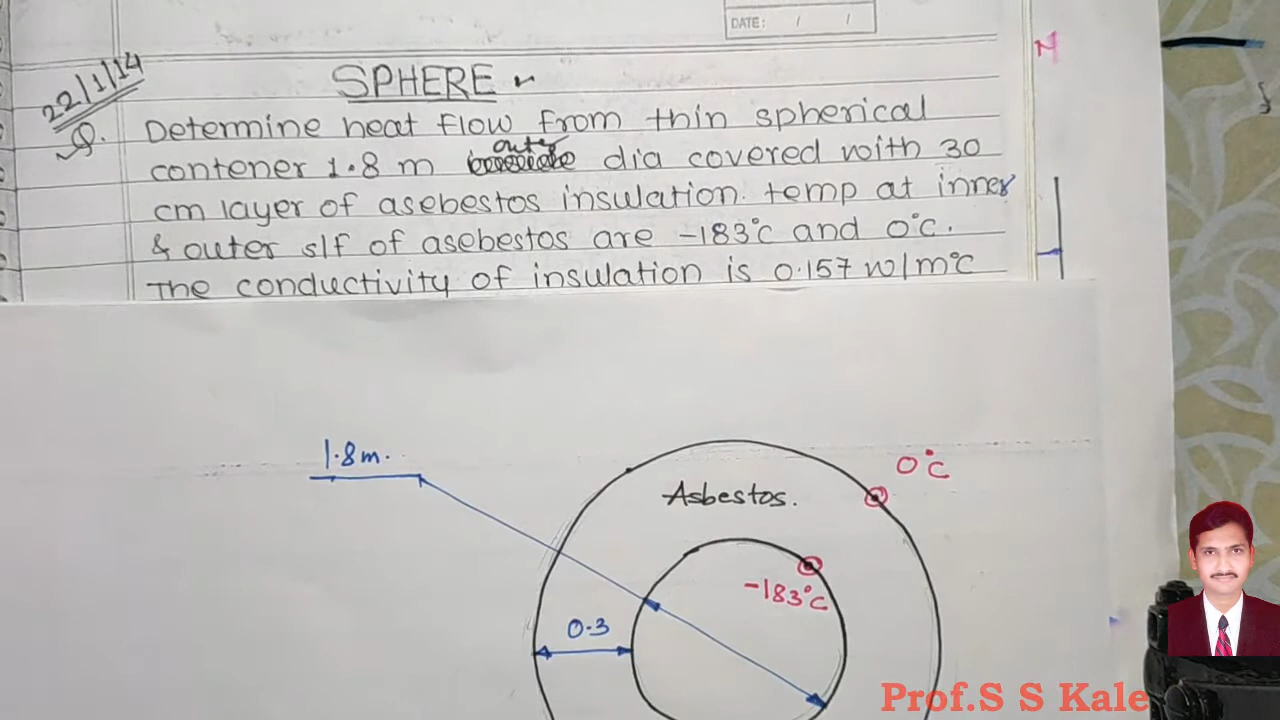 DATE: / /
22/1/14
SPHERE
Q. Determine heat flow from thin spherical
outer
contener 1.8 m dia covered with 30
cm layer of asebestos insulation. temp at inner
& outer s/f of asebestos are -183°c and 0°c.
The conductivity of insulation is 0.157 w/m°c
1.8m.
0°c
Asbestos.
-183°c
0.3
Prof.S S Kale